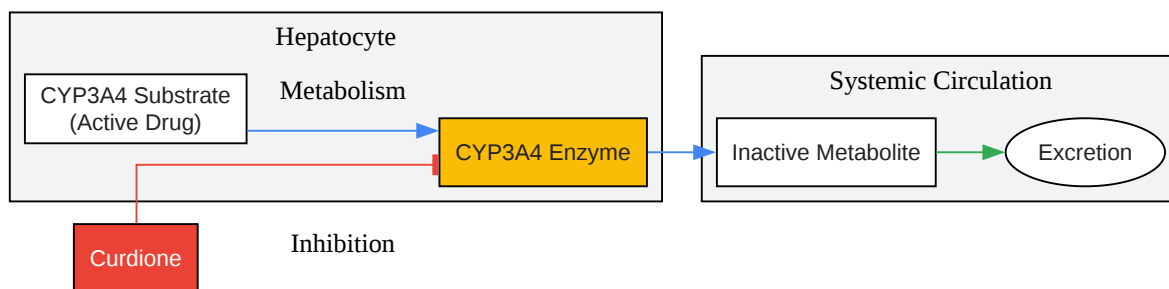 Hepatocyte
CYP3A4 Substrate
(Active Drug)
Metabolism
CYP3A4 Enzyme
Systemic Circulation
Inactive Metabolite
Excretion
Curdione
Inhibition